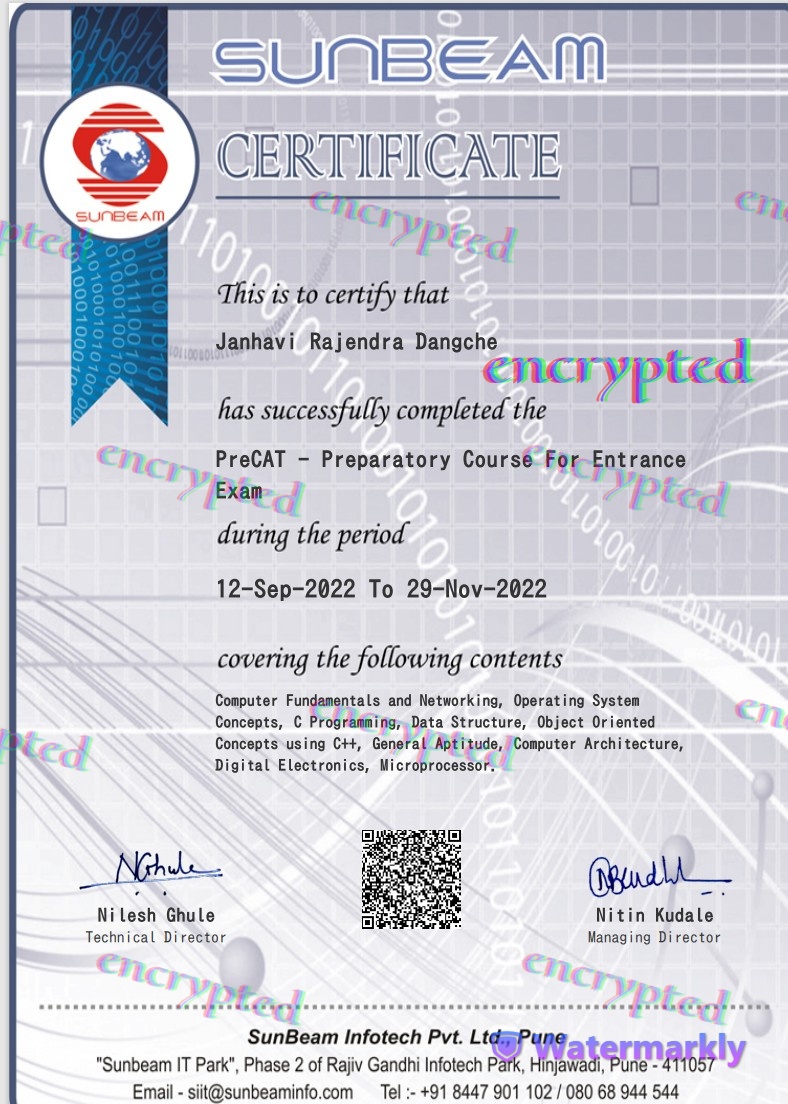 SUNBEAM
CERTIFICATE
SUNBEAM
encrypted
This is to certify that
Janhavi Rajendra Dangche
encrypted
has successfully completed the
PreCAT - Preparatory Course For Entrance
Exam
encrypted
encrypted
during the period
12-Sep-2022 To 29-Nov-2022
covering the following contents
Computer Fundamentals and Networking, Operating System
Concepts, C Programming, Data Structure, Object Oriented
Concepts using C++, General Aptitude, Computer Architecture,
Digital Electronics, Microprocessor.
encrypted
NGhule
Nilesh Ghule
Technical Director
Nitin Kudale
Managing Director
encrypted
encrypted
SunBeam Infotech Pvt. Ltd., Pune
Watermarkly
"Sunbeam IT Park", Phase 2 of Rajiv Gandhi Infotech Park, Hinjawadi, Pune - 411057
Email - siit@sunbeaminfo.com Tel :- +91 8447 901 102 / 080 68 944 544